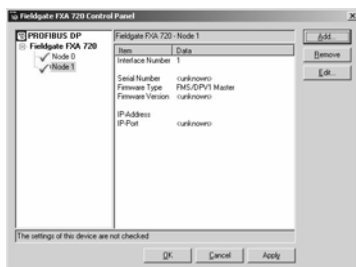 Fieldgate FXA 720 Control Panel
PROFIBUS DP
Fieldgate FXA 720
Node 0
Node 1
Fieldgate FXA 720 - Node 1
Item Data
Interface Number 1
Serial Number <unknown>
Firmware Type FMS/DPV1 Master
Firmware Version <unknown>
IP-Address
IP-Port <unknown>
Add...
Remove
Edit...
The settings of this device are not checked
OK Cancel Apply